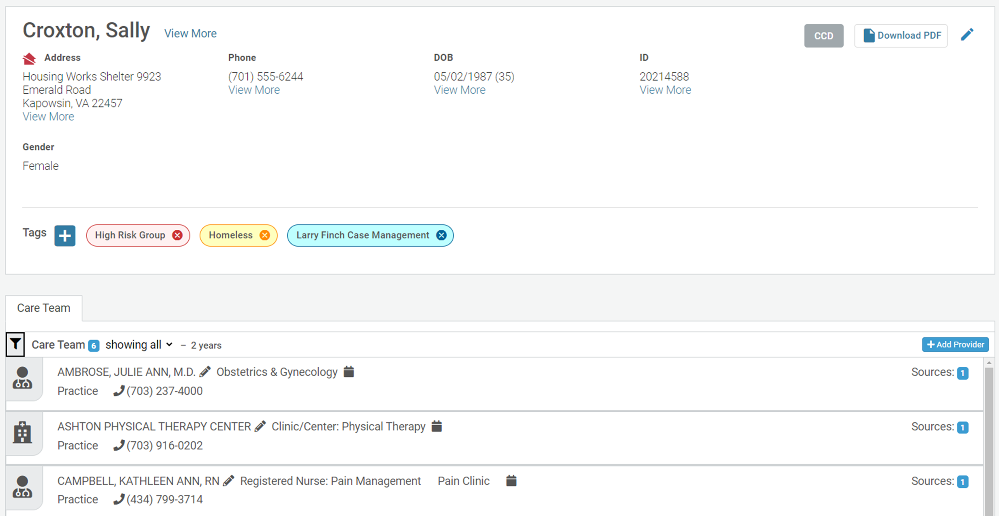 Croxton, Sally View More
CCD Download PDF
Address
Housing Works Shelter 9923
Emerald Road
Kapowsin, VA 22457
View More
Phone
(701) 555-6244
View More
DOB
05/02/1987 (35)
View More
ID
20214588
View More
Gender
Female
Tags High Risk Group Homeless Larry Finch Case Management
Care Team
Care Team 6 showing all – 2 years + Add Provider
AMBROSE, JULIE ANN, M.D. Obstetrics & Gynecology Sources: 1
Practice (703) 237-4000
ASHTON PHYSICAL THERAPY CENTER Clinic/Center: Physical Therapy Sources: 1
Practice (703) 916-0202
CAMPBELL, KATHLEEN ANN, RN Registered Nurse: Pain Management Pain Clinic Sources: 1
Practice (434) 799-3714